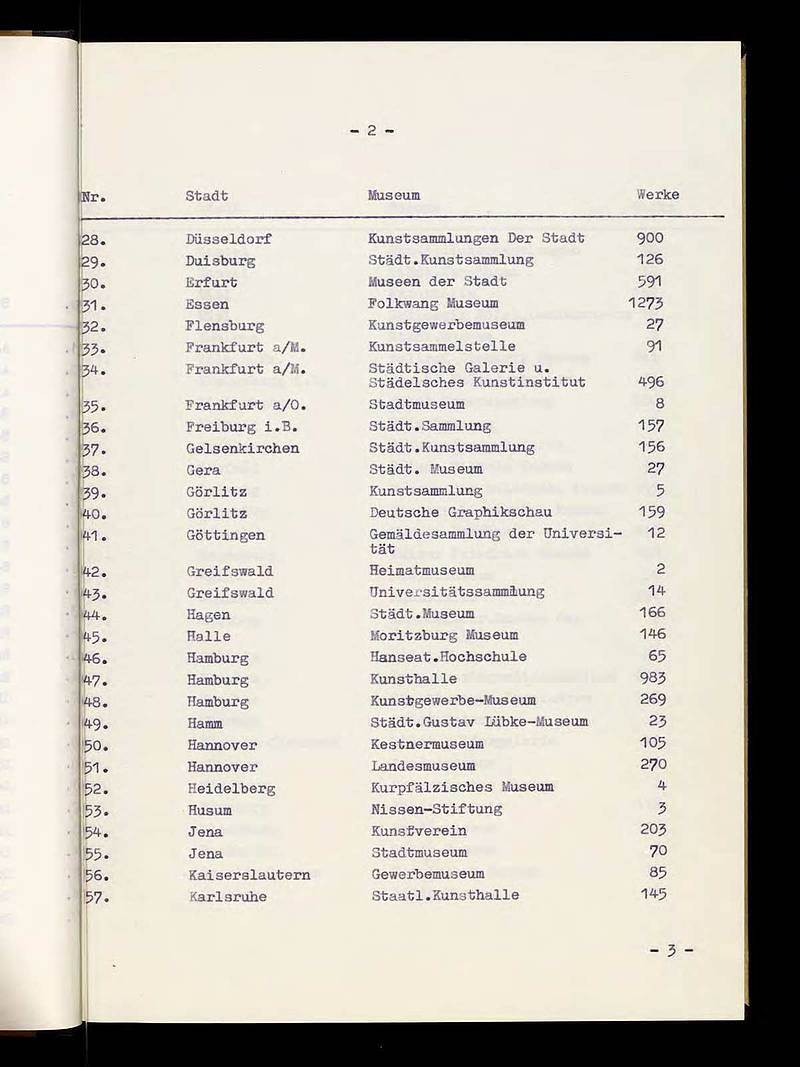 - 2 -
Nr. Stadt Museum Werke
28. Düsseldorf Kunstsammlungen Der Stadt 900
29. Duisburg Städt.Kunstsammlung 126
30. Erfurt Museen der Stadt 591
31. Essen Folkwang Museum 1273
32. Flensburg Kunstgewerbemuseum 27
33. Frankfurt a/M. Kunstsammelstelle 91
34. Frankfurt a/M. Städtische Galerie u.
Städelsches Kunstinstitut 496
35. Frankfurt a/O. Stadtmuseum 8
36. Freiburg i.B. Städt.Sammlung 157
37. Gelsenkirchen Städt.Kunstsammlung 156
38. Gera Städt. Museum 27
39. Görlitz Kunstsammlung 5
40. Görlitz Deutsche Graphikschau 159
41. Göttingen Gemäldesammlung der Universi- 12
tät
42. Greifswald Heimatmuseum 2
43. Greifswald Universitätssammlung 14
44. Hagen Städt.Museum 166
45. Halle Moritzburg Museum 146
46. Hamburg Hanseat.Hochschule 65
47. Hamburg Kunsthalle 983
48. Hamburg Kunstgewerbe-Museum 269
49. Hamm Städt.Gustav Lübke-Museum 23
50. Hannover Kestnermuseum 105
51. Hannover Landesmuseum 270
52. Heidelberg Kurpfälzisches Museum 4
53. Husum Nissen-Stiftung 3
54. Jena Kunstverein 203
55. Jena Stadtmuseum 70
56. Kaiserslautern Gewerbemuseum 85
57. Karlsruhe Staatl.Kunsthalle 145
- 3 -